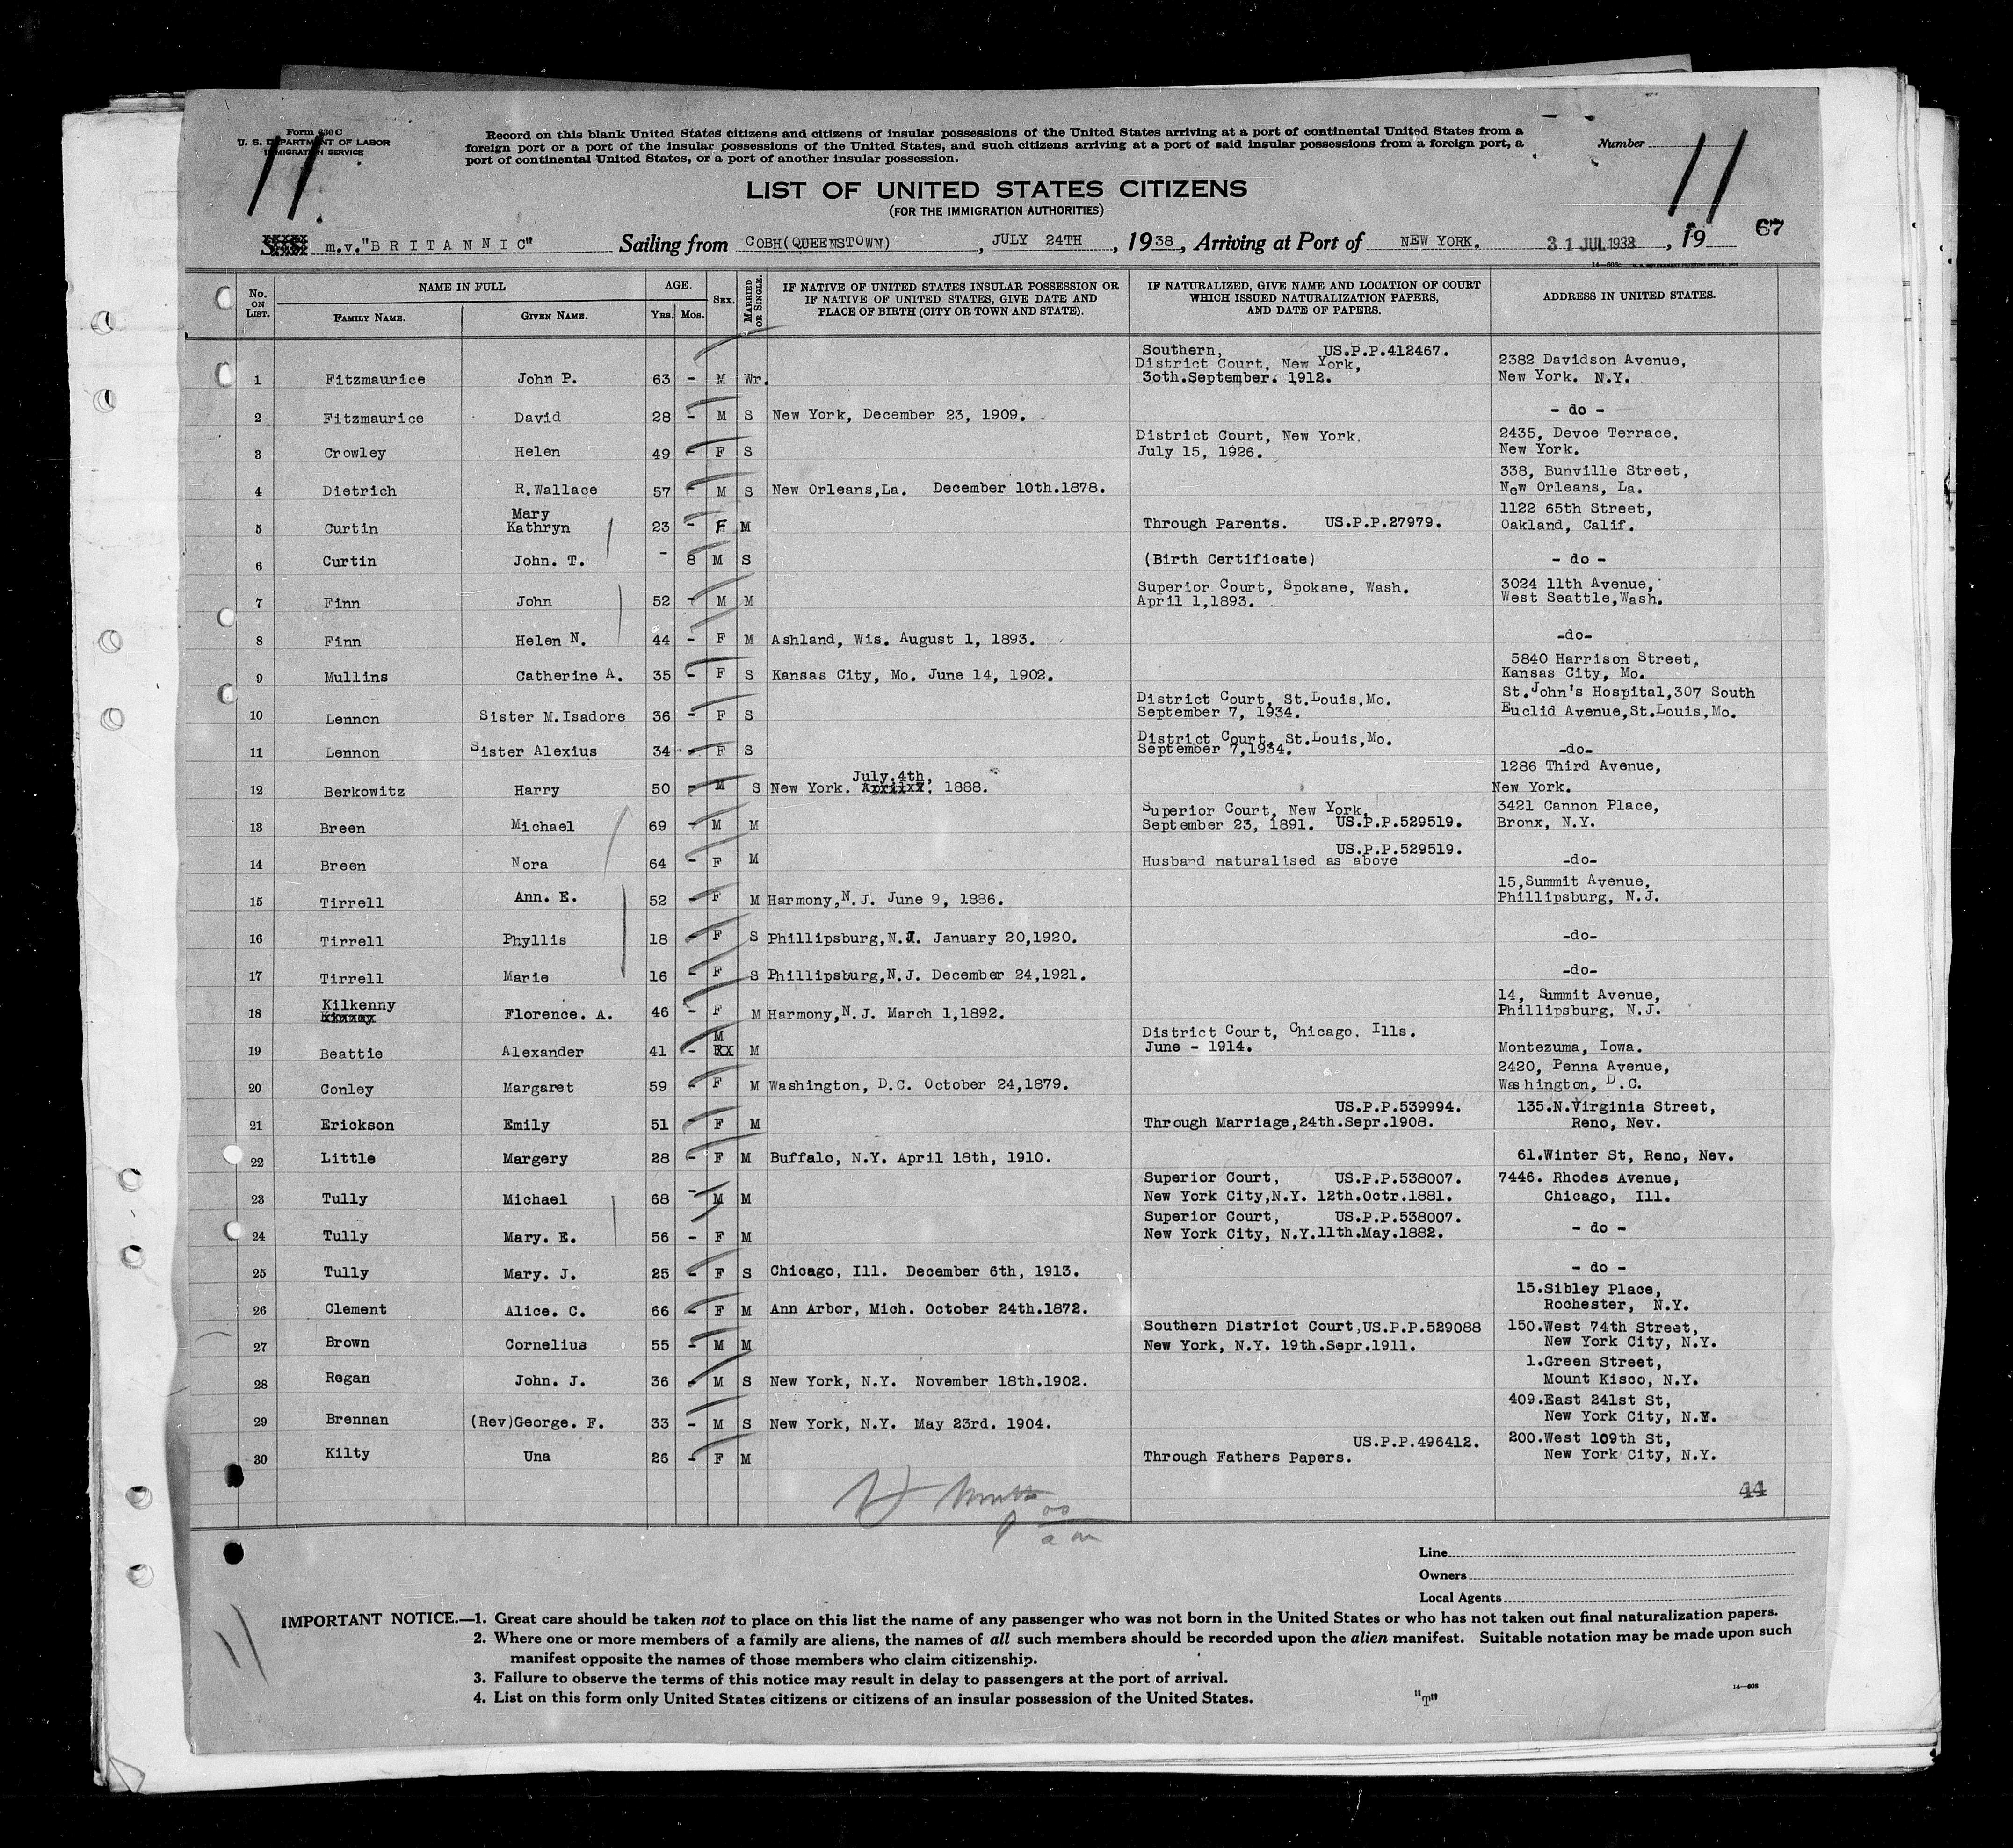 Form 630 C
U. S. DEPARTMENT OF LABOR
IMMIGRATION SERVICE
Record on this blank United States citizens and citizens of insular possessions of the United States arriving at a port of continental United States from a
foreign port or a port of the insular possessions of the United States, and such citizens arriving at a port of said insular possessions from a foreign port, a
port of continental United States, or a port of another insular possession.
Number
11
11
LIST OF UNITED STATES CITIZENS
(FOR THE IMMIGRATION AUTHORITIES)
m.v."BRITANNIC" Sailing from COBH(QUEENSTOWN), JULY 24TH, 1938, Arriving at Port of NEW YORK. 31 JUL 1938, 19 67
No. ON LIST. NAME IN FULL FAMILY NAME. GIVEN NAME. AGE. Yrs. Mos. SEX. MARRIED OR SINGLE. IF NATIVE OF UNITED STATES INSULAR POSSESSION OR IF NATIVE OF UNITED STATES, GIVE DATE AND PLACE OF BIRTH (CITY OR TOWN AND STATE). IF NATURALIZED, GIVE NAME AND LOCATION OF COURT WHICH ISSUED NATURALIZATION PAPERS, AND DATE OF PAPERS. ADDRESS IN UNITED STATES.
Southern, US.P.P.412467.
District Court, New York, 2382 Davidson Avenue,
1 Fitzmaurice John P. 63 - M Wr. 30th.September. 1912. New York. N.Y.
2 Fitzmaurice David 28 - M S New York, December 23, 1909. - do -
District Court, New York. 2435, Devoe Terrace,
3 Crowley Helen 49 - F S July 15, 1926. New York.
338, Bunville Street,
4 Dietrich R.Wallace 57 - M S New Orleans,La. December 10th.1878. New Orleans, La.
Mary 1122 65th Street,
5 Curtin Kathryn 23 - F M Through Parents. US.P.P.27979. Oakland, Calif.
6 Curtin John. T. - 8 M S (Birth Certificate) - do -
Superior Court, Spokane, Wash. 3024 11th Avenue,
7 Finn John 52 - M M April 1,1893. West Seattle,Wash.
8 Finn Helen N. 44 - F M Ashland, Wis. August 1, 1893. -do-
5840 Harrison Street,
9 Mullins Catherine A. 35 - F S Kansas City, Mo. June 14, 1902. Kansas City, Mo.
District Court, St.Louis,Mo. St.John's Hospital,307 South
10 Lennon Sister M.Isadore 36 - F S September 7, 1934. Euclid Avenue,St.Louis,Mo.
District Court, St.Louis,Mo.
11 Lennon Sister Alexius 34 - F S September 7,1934. -do-
July 4th, 1286 Third Avenue,
12 Berkowitz Harry 50 - M S New York. 1888. New York.
Superior Court, New York, 3421 Cannon Place,
13 Breen Michael 69 - M M September 23, 1891. US.P.P.529519. Bronx, N.Y.
US.P.P.529519.
14 Breen Nora 64 - F M Husband naturalised as above -do-
15,Summit Avenue,
15 Tirrell Ann. E. 52 - F M Harmony,N.J. June 9, 1886. Phillipsburg, N.J.
16 Tirrell Phyllis 18 - F S Phillipsburg,N.J. January 20,1920. -do-
17 Tirrell Marie 16 - F S Phillipsburg,N.J. December 24,1921. -do-
Kilkenny 14, Summit Avenue,
18 Florence. A. 46 - F M Harmony,N.J. March 1,1892. Phillipsburg, N.J.
M District Court, Chicago. Ills.
19 Beattie Alexander 41 - M June - 1914. Montezuma, Iowa.
2420, Penna Avenue,
20 Conley Margaret 59 - F M Washington, D.C. October 24,1879. Washington, D.C.
US.P.P.539994. 135.N.Virginia Street,
21 Erickson Emily 51 - F M Through Marriage,24th.Sepr.1908. Reno, Nev.
22 Little Margery 28 - F M Buffalo, N.Y. April 18th, 1910. 61.Winter St, Reno, Nev.
Superior Court, US.P.P.538007. 7446. Rhodes Avenue,
23 Tully Michael 68 - M M New York City,N.Y. 12th.Octr.1881. Chicago, Ill.
Superior Court, US.P.P.538007.
24 Tully Mary. E. 56 - F M New York City, N.Y.11th.May.1882. - do -
25 Tully Mary. J. 25 - F S Chicago, Ill. December 6th, 1913. - do -
15.Sibley Place,
26 Clement Alice. C. 66 - F M Ann Arbor, Mich. October 24th.1872. Rochester, N.Y.
Southern District Court,US.P.P.529088 150.West 74th Street,
27 Brown Cornelius 55 - M M New York, N.Y. 19th.Sepr.1911. New York City, N.Y.
1.Green Street,
28 Regan John. J. 36 - M S New York, N.Y. November 18th.1902. Mount Kisco, N.Y.
409.East 241st St,
29 Brennan (Rev)George. F. 33 - M S New York, N.Y. May 23rd. 1904. New York City, N.Y.
US.P.P.496412. 200.West 109th St,
30 Kilty Una 26 - F M Through Fathers Papers. New York City, N.Y.
44
Line
Owners
Local Agents
11
IMPORTANT NOTICE.—1. Great care should be taken not to place on this list the name of any passenger who was not born in the United States or who has not taken out final naturalization papers.
2. Where one or more members of a family are aliens, the names of all such members should be recorded upon the alien manifest. Suitable notation may be made upon such
manifest opposite the names of those members who claim citizenship.
3. Failure to observe the terms of this notice may result in delay to passengers at the port of arrival.
4. List on this form only United States citizens or citizens of an insular possession of the United States.
"T"
14—608